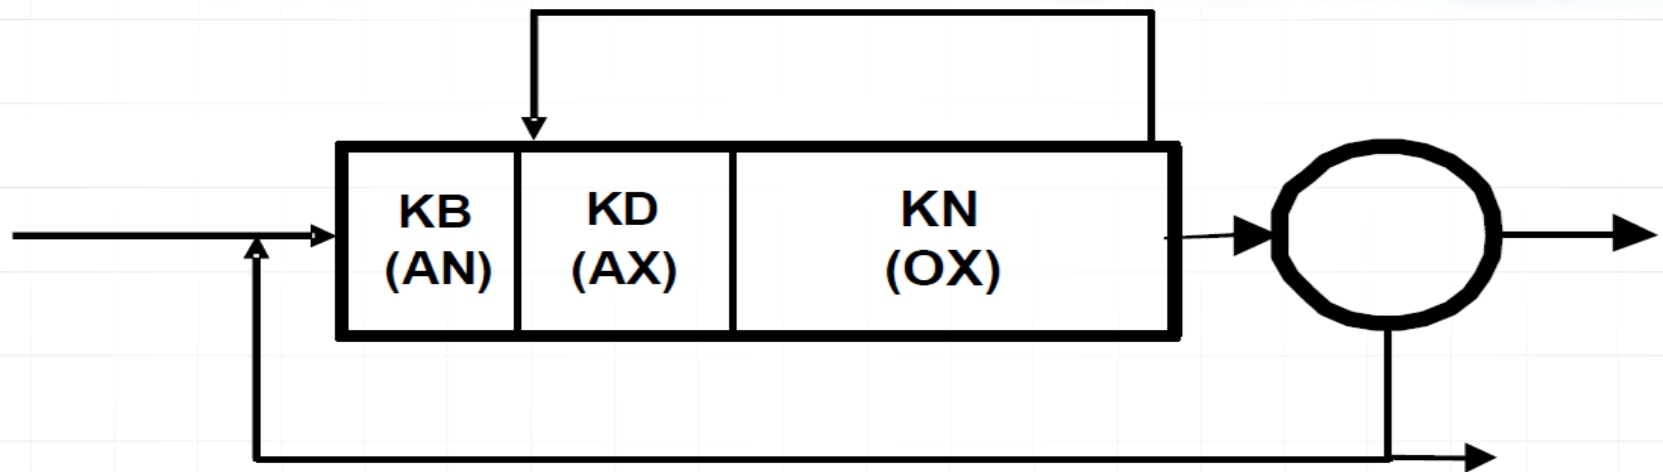 KB
(AN)
KD
(AX)
KN
(OX)